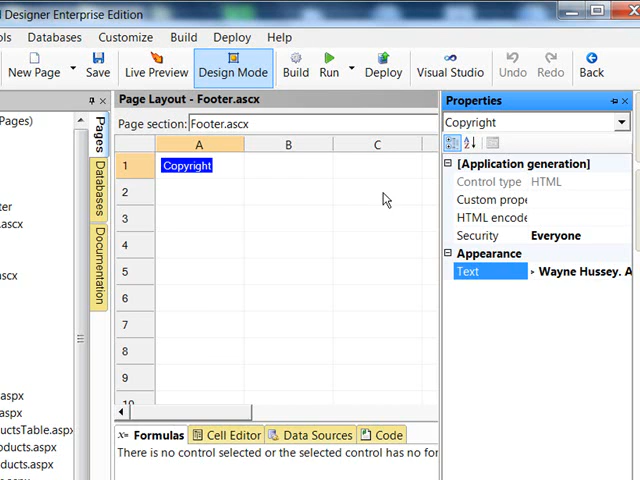 Designer Enterprise Edition
ols Databases Customize Build Deploy Help
New Page Save Live Preview Design Mode Build Run Deploy Visual Studio Undo Redo Back
Page Layout - Footer.ascx
Page section: Footer.ascx
A B C
1 Copyright
2
3
4
5
6
7
8
9
10
Pages)
ter
.ascx
scx
.aspx
aspx
uctsTable.aspx
oducts.aspx
ducts.aspx
Pages
Databases
Documentation
Formulas Cell Editor Data Sources Code
There is no control selected or the selected control has no for
Properties
Copyright
[Application generation]
Control type HTML
Custom prope
HTML encode
Security Everyone
Appearance
Text > Wayne Hussey. A